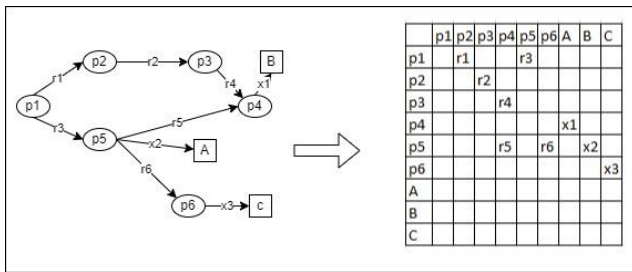 p2
r2
p3
B
r1
r4
x1
p1
p4
r3
r5
p5
x2
A
r6
p6
x3
c
p1 p2 p3 p4 p5 p6 A B C
p1 r1 r3
p2 r2
p3 r4
p4 x1
p5 r5 r6 x2
p6 x3
A
B
C